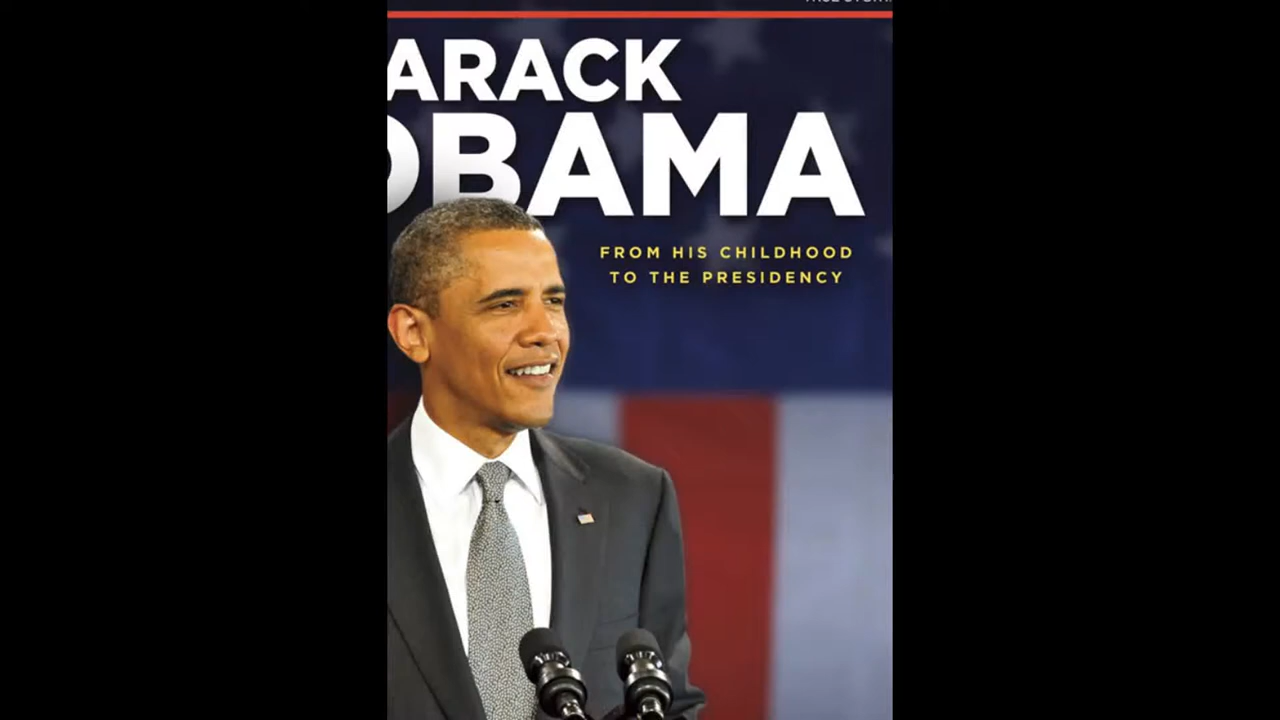 ARACK
OBAMA
FROM HIS CHILDHOOD
TO THE PRESIDENCY